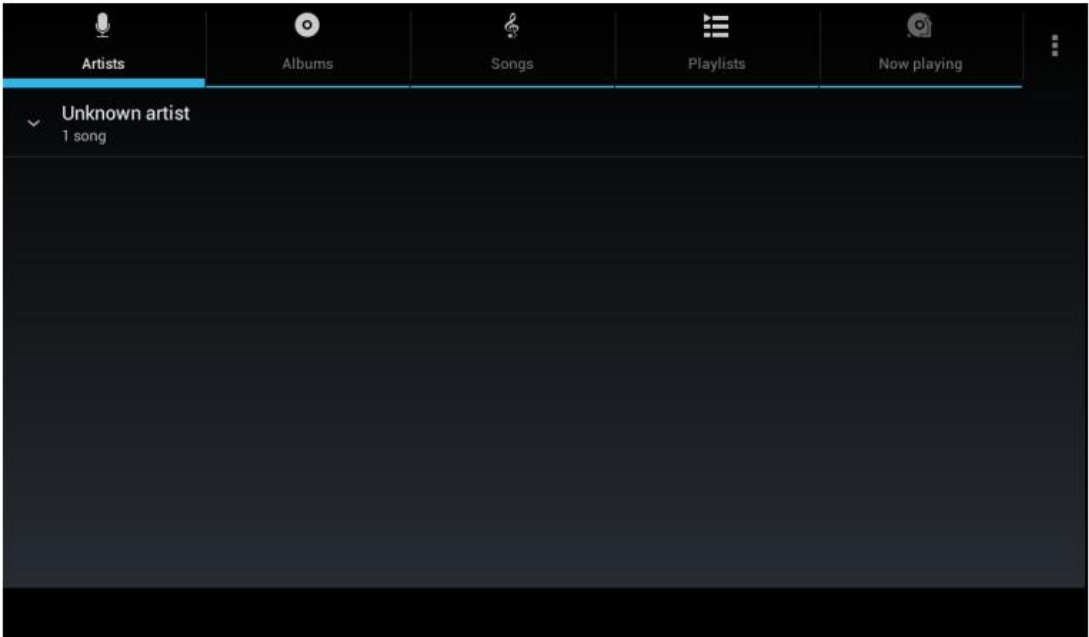 Artists
Albums
Songs
Playlists
Now playing
Unknown artist
1 song